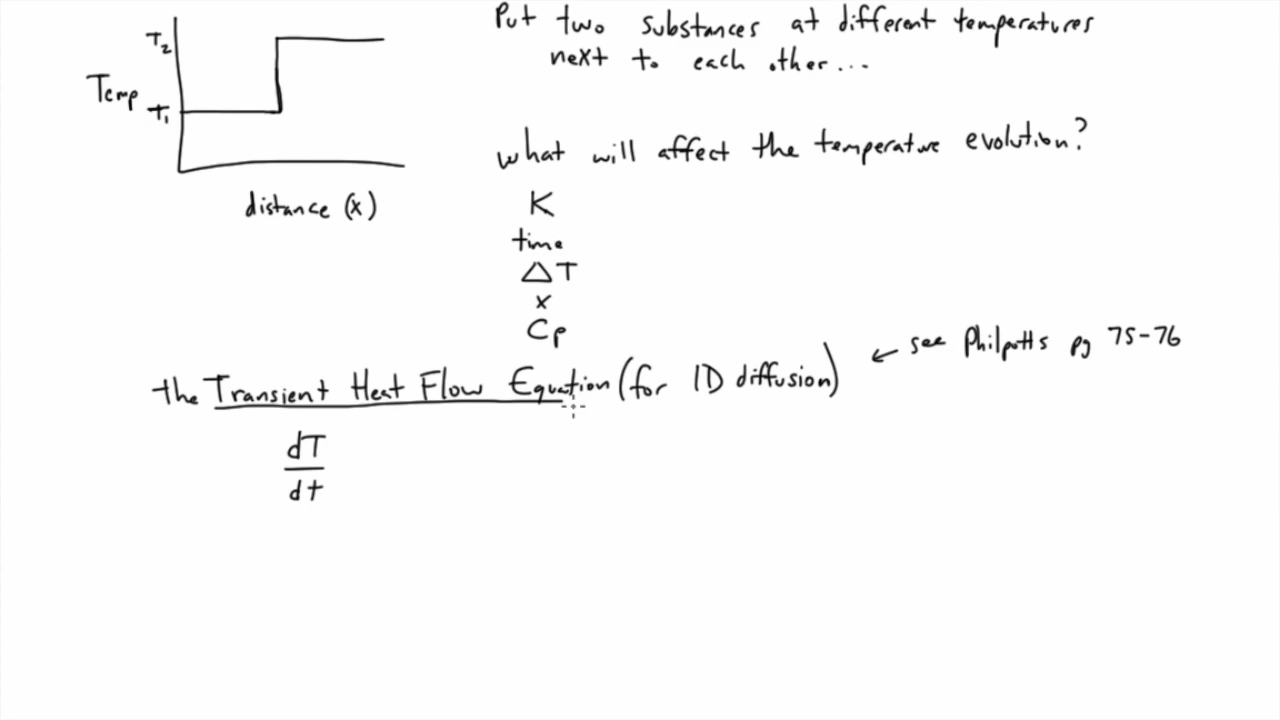 Put two substances at different temperatures
next to each other...
T2
Temp
T1
distance (x)
what will affect the temperature evolution?
K
time
△T
x
Cp
the Transient Heat Flow Equation (for 1D diffusion)
← see Philpotts pg 75-76
dT
dt